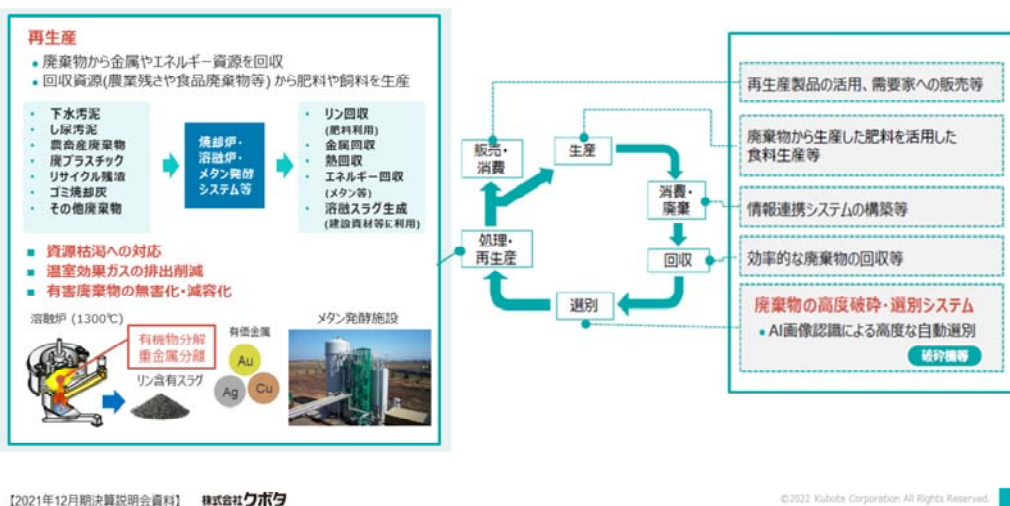 再生産
• 廃棄物から金属やエネルギー資源を回収
• 回収資源(農業残さや食品廃棄物等) から肥料や飼料を生産
• 下水汚泥
• し尿汚泥
• 農畜産廃棄物
• 廃プラスチック
• リサイクル残渣
• ゴミ焼却灰
• その他廃棄物
焼却炉・
溶融炉・
メタン発酵
システム等
• リン回収
(肥料利用)
• 金属回収
• 熱回収
• エネルギー回収
(メタン等)
• 溶融スラグ生成
(建設資材等に利用)
■ 資源枯渇への対応
■ 温室効果ガスの排出削減
■ 有害廃棄物の無害化・減容化
溶融炉 (1300℃)
有機物分解
重金属分離
リン含有スラグ
有価金属
Au
Ag
Cu
メタン発酵施設
販売・
消費
生産
消費・
廃棄
回収
選別
処理・
再生産
再生産製品の活用、需要家への販売等
廃棄物から生産した肥料を活用した
食料生産等
情報連携システムの構築等
効率的な廃棄物の回収等
廃棄物の高度破砕・選別システム
• AI画像認識による高度な自動選別
破砕機等
【2021年12月期決算説明会資料】 株式会社クボタ
©2022 Kubota Corporation All Rights Reserved.